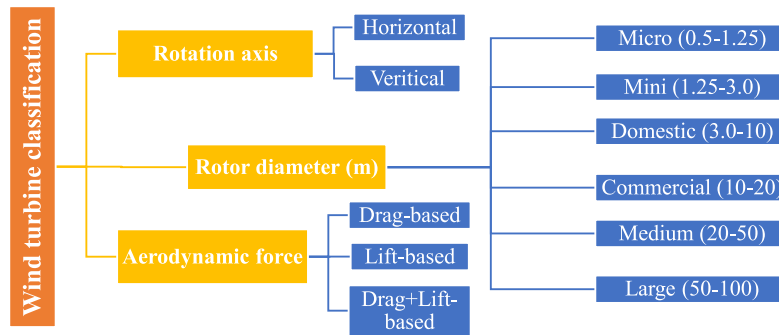 Wind turbine classification
Rotation axis
Horizontal
Veritical
Rotor diameter (m)
Micro (0.5-1.25)
Mini (1.25-3.0)
Domestic (3.0-10)
Commercial (10-20)
Medium (20-50)
Large (50-100)
Aerodynamic force
Drag-based
Lift-based
Drag+Lift-
based